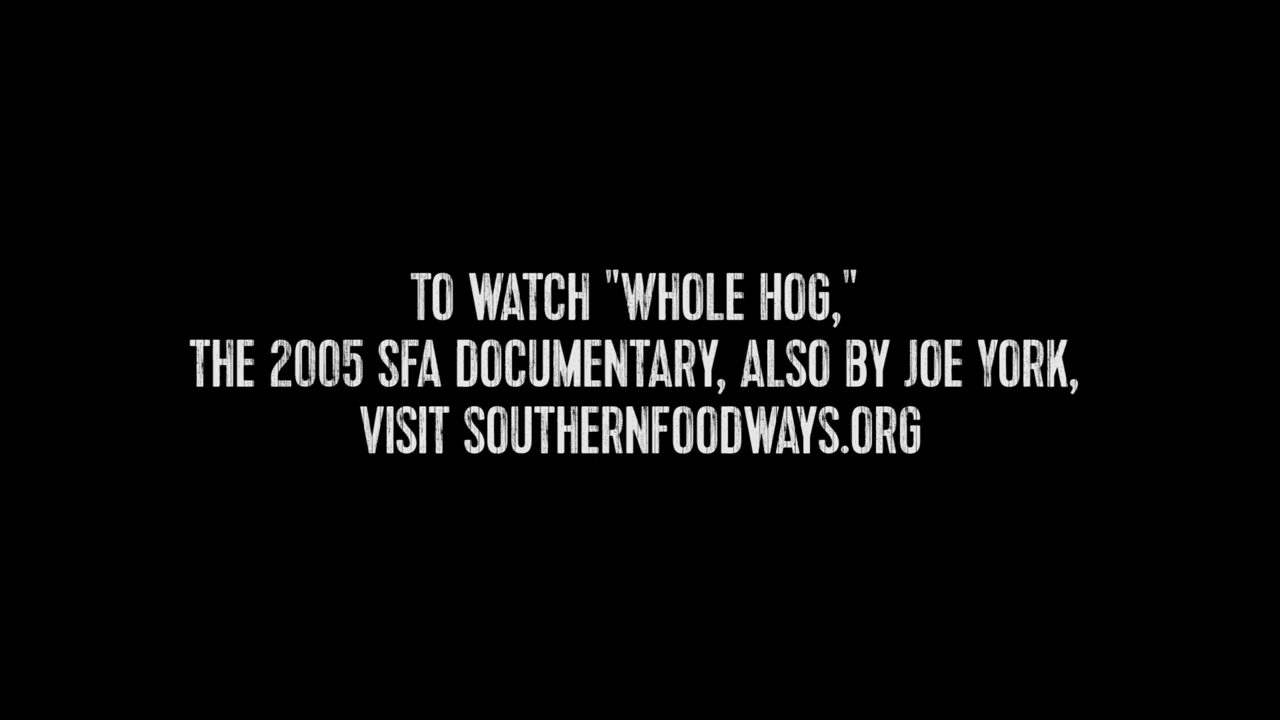 TO WATCH "WHOLE HOG,"
THE 2005 SFA DOCUMENTARY, ALSO BY JOE YORK,
VISIT SOUTHERNFOODWAYS.ORG